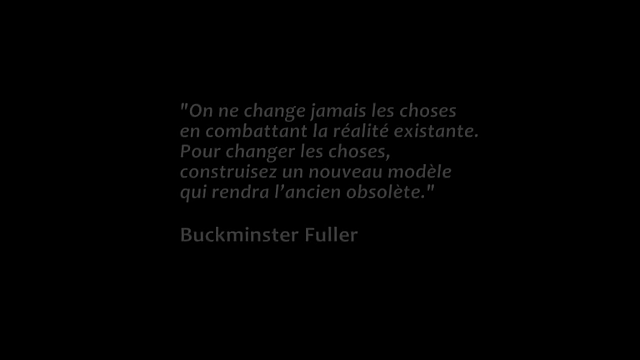 "On ne change jamais les choses
en combattant la réalité existante.
Pour changer les choses,
construisez un nouveau modèle
qui rendra l’ancien obsolète."
Buckminster Fuller